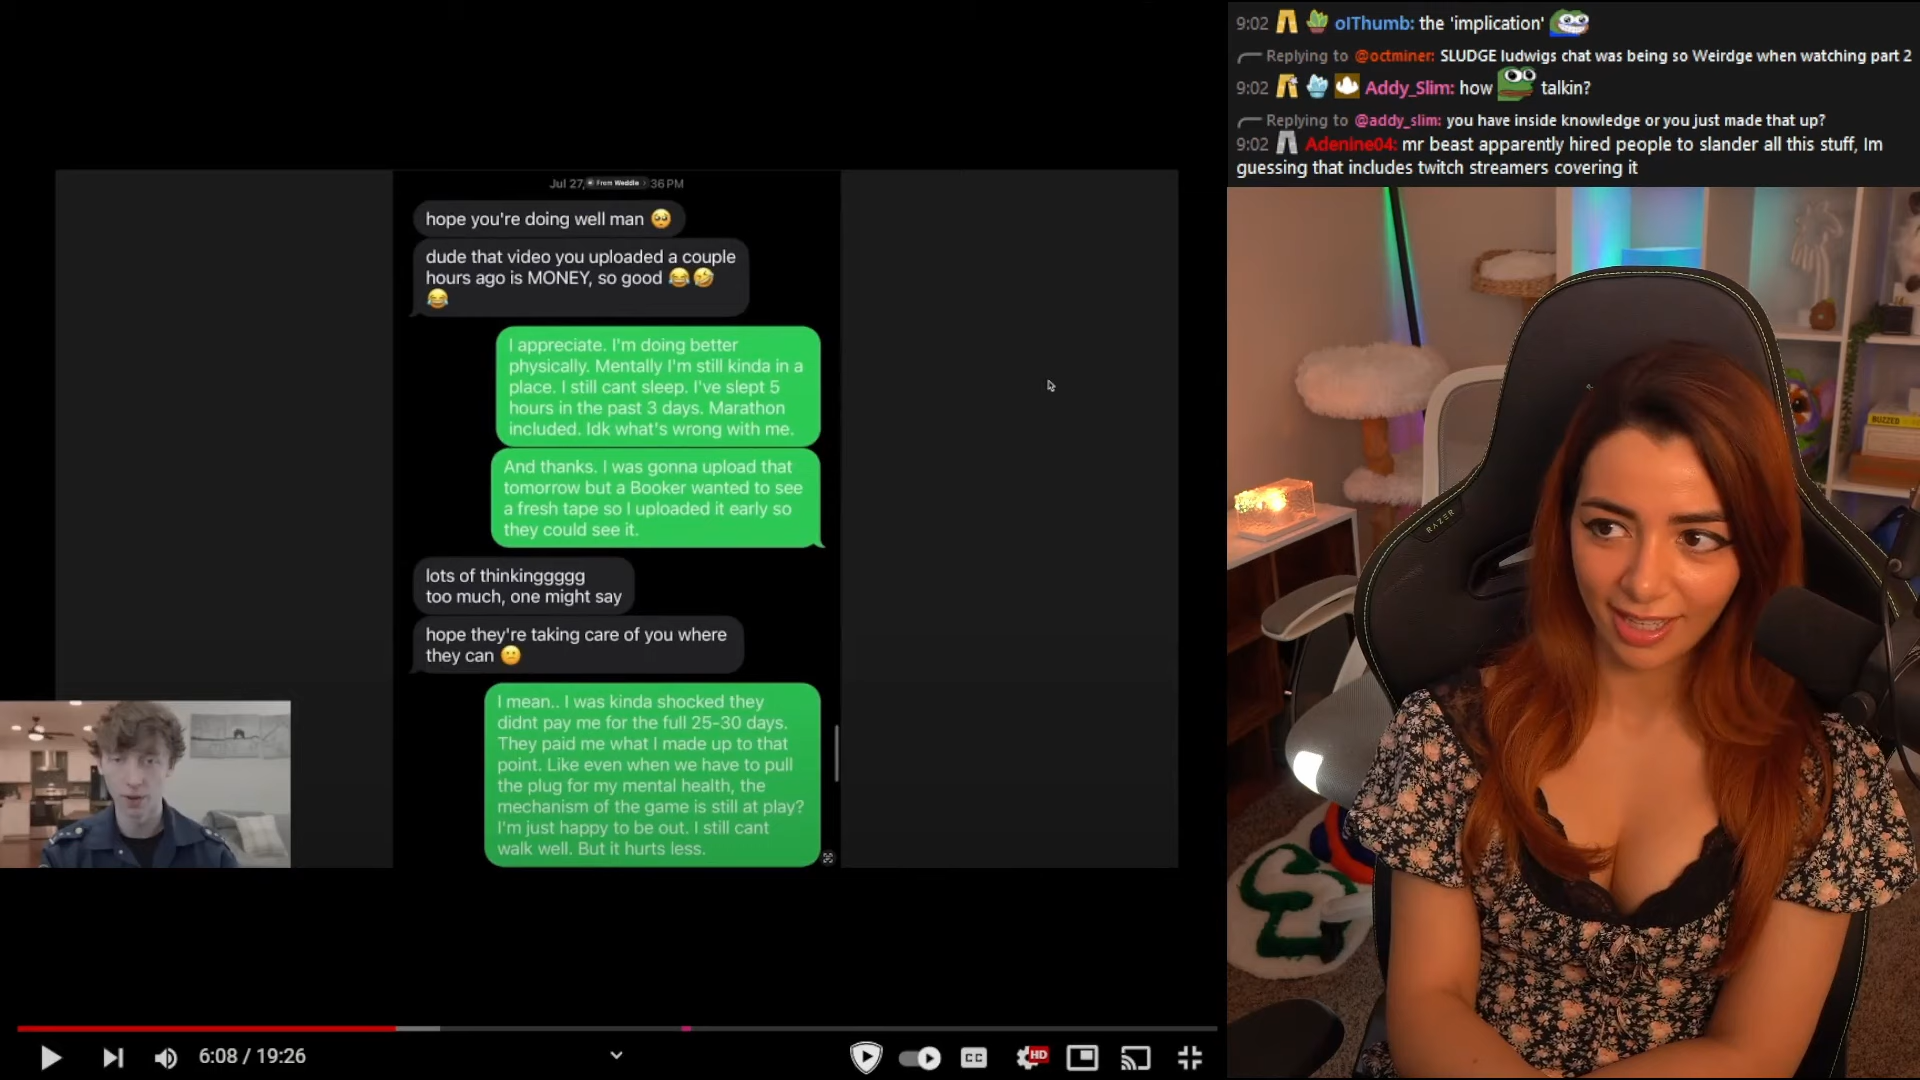 Jul 27, From Weddle › 36 PM
hope you're doing well man 🥺
dude that video you uploaded a couple
hours ago is MONEY, so good 😂🤣
😂
I appreciate. I'm doing better
physically. Mentally I'm still kinda in a
place. I still cant sleep. I've slept 5
hours in the past 3 days. Marathon
included. Idk what's wrong with me.
And thanks. I was gonna upload that
tomorrow but a Booker wanted to see
a fresh tape so I uploaded it early so
they could see it.
lots of thinkinggggg
too much, one might say
hope they're taking care of you where
they can 😕
I mean.. I was kinda shocked they
didnt pay me for the full 25-30 days.
They paid me what I made up to that
point. Like even when we have to pull
the plug for my mental health, the
mechanism of the game is still at play?
I'm just happy to be out. I still cant
walk well. But it hurts less.
6:08 / 19:26
CC
HD
9:02 oIThumb: the 'implication'
Replying to @octminer: SLUDGE ludwigs chat was being so Weirdge when watching part 2
9:02 Addy_Slim: how talkin?
Replying to @addy_slim: you have inside knowledge or you just made that up?
9:02 Adenine04: mr beast apparently hired people to slander all this stuff, Im
guessing that includes twitch streamers covering it
RAZER
BUZZED